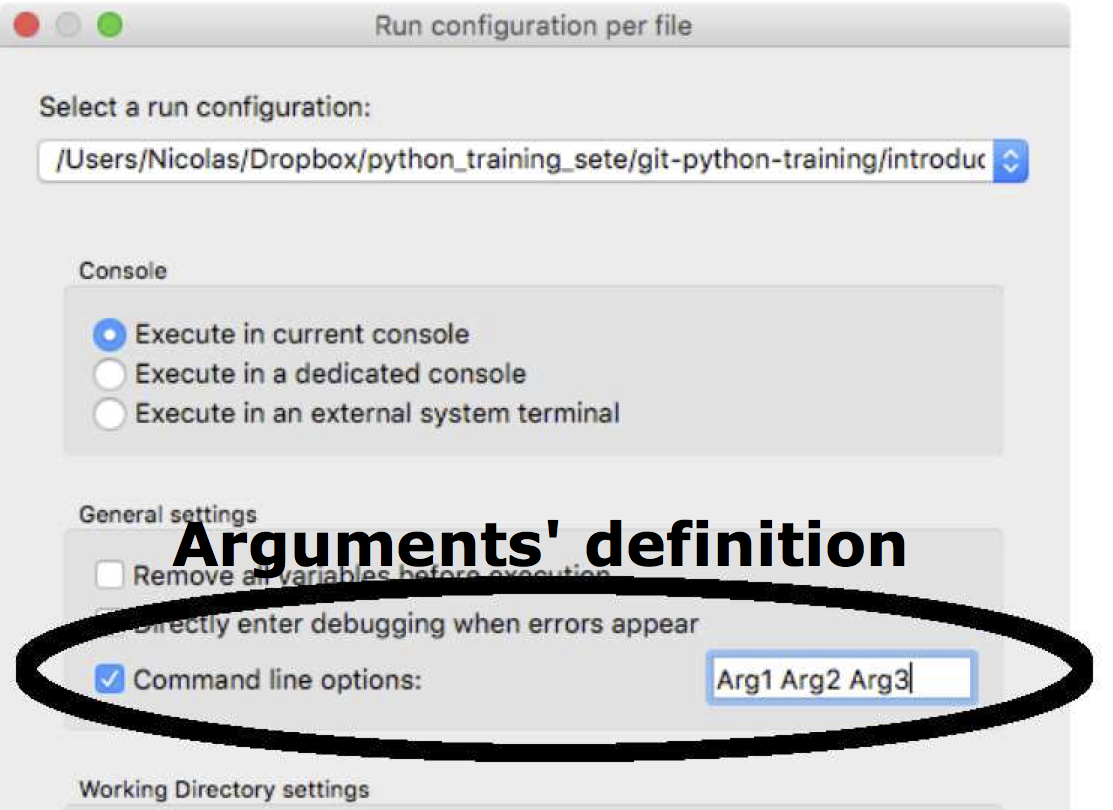 Run configuration per file
Select a run configuration:
/Users/Nicolas/Dropbox/python_training_sete/git-python-training/introduc
Console
Execute in current console
Execute in a dedicated console
Execute in an external system terminal
General settings
Arguments' definition
Remove all variables before execution
Directly enter debugging when errors appear
Command line options: Arg1 Arg2 Arg3
Working Directory settings